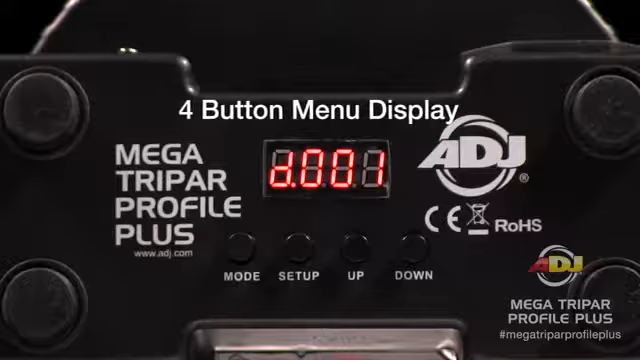 4 Button Menu Display
MEGA
TRIPAR
PROFILE
PLUS
www.adj.com
d.001
ADJ
®
CE RoHS
MODE SETUP UP DOWN
ADJ
MEGA TRIPAR
PROFILE PLUS
#megatriparprofileplus